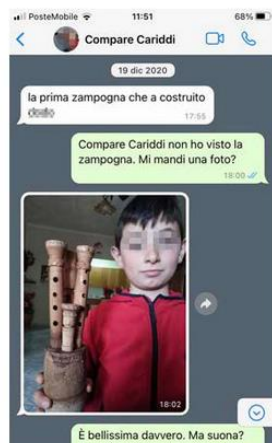 PosteMobile 11:51 68%
Compare Cariddi
19 dic 2020
la prima zampogna che a costruito
17:55
Compare Cariddi non ho visto la
zampogna. Mi mandi una foto?
18:00
18:02
È bellissima davvero. Ma suona?